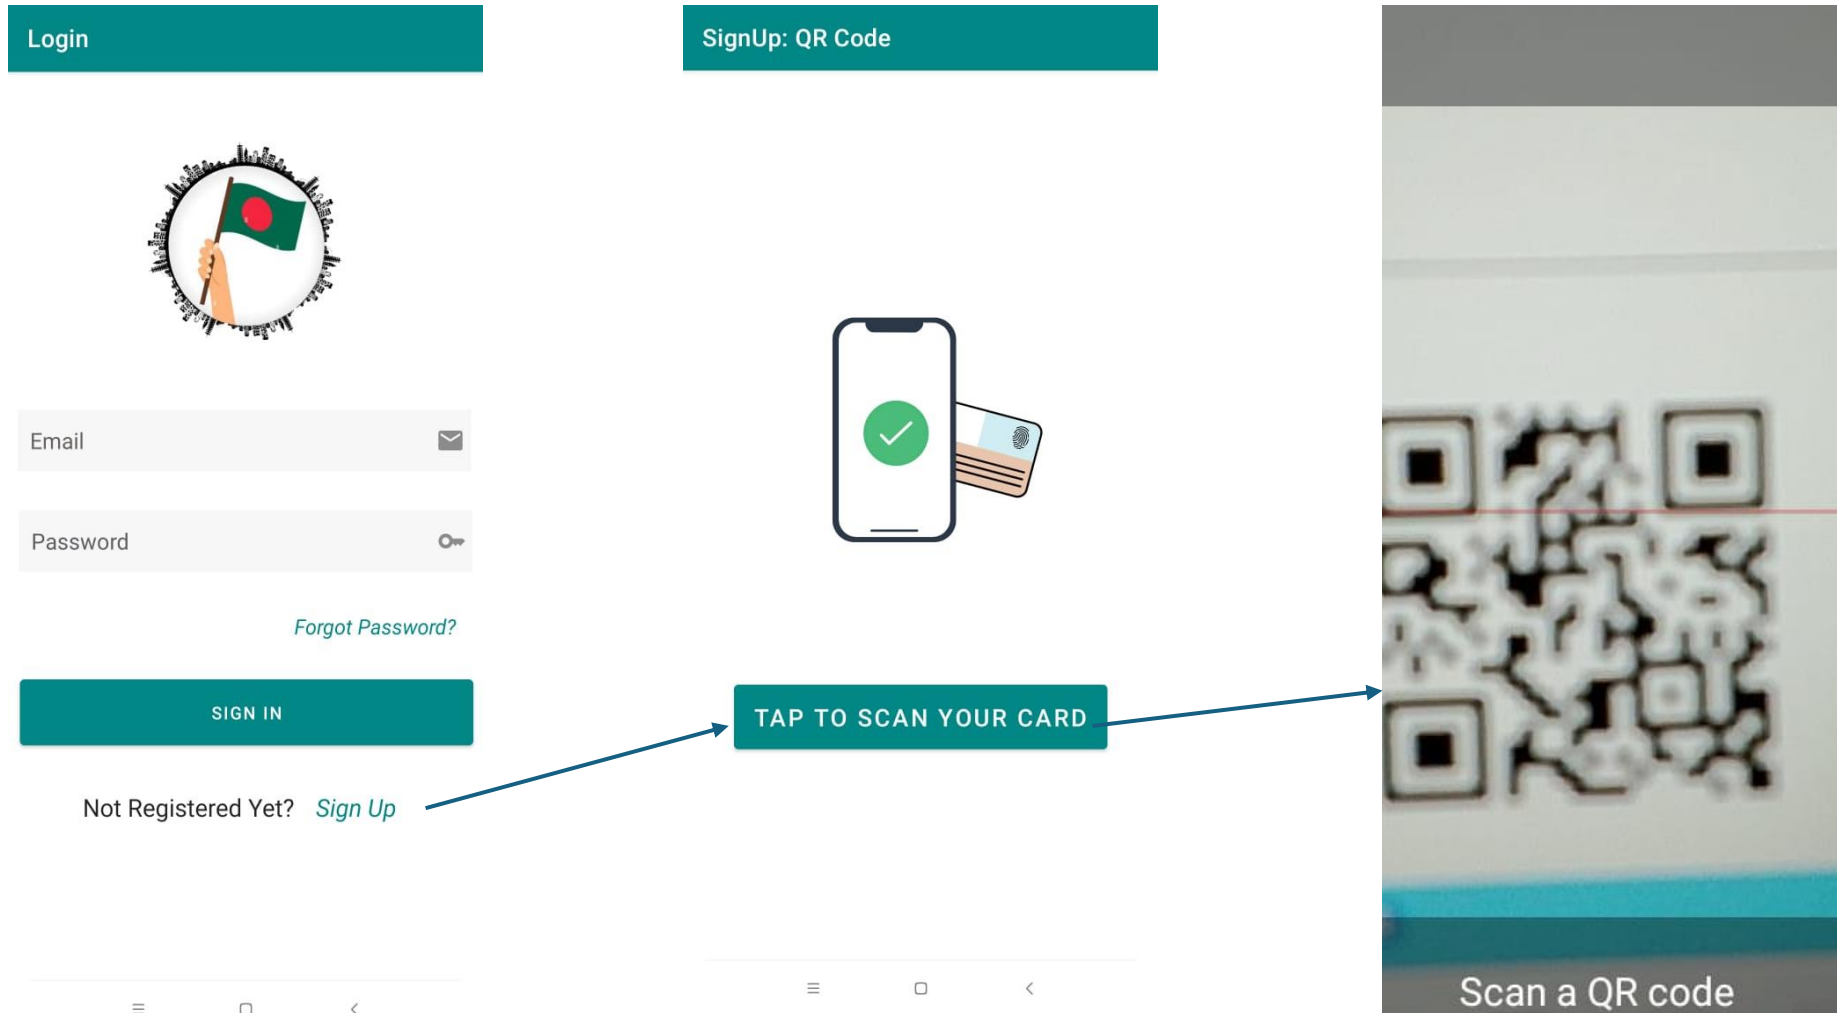 Login
Email
Password
Forgot Password?
SIGN IN
Not Registered Yet? Sign Up
SignUp: QR Code
TAP TO SCAN YOUR CARD
Scan a QR code